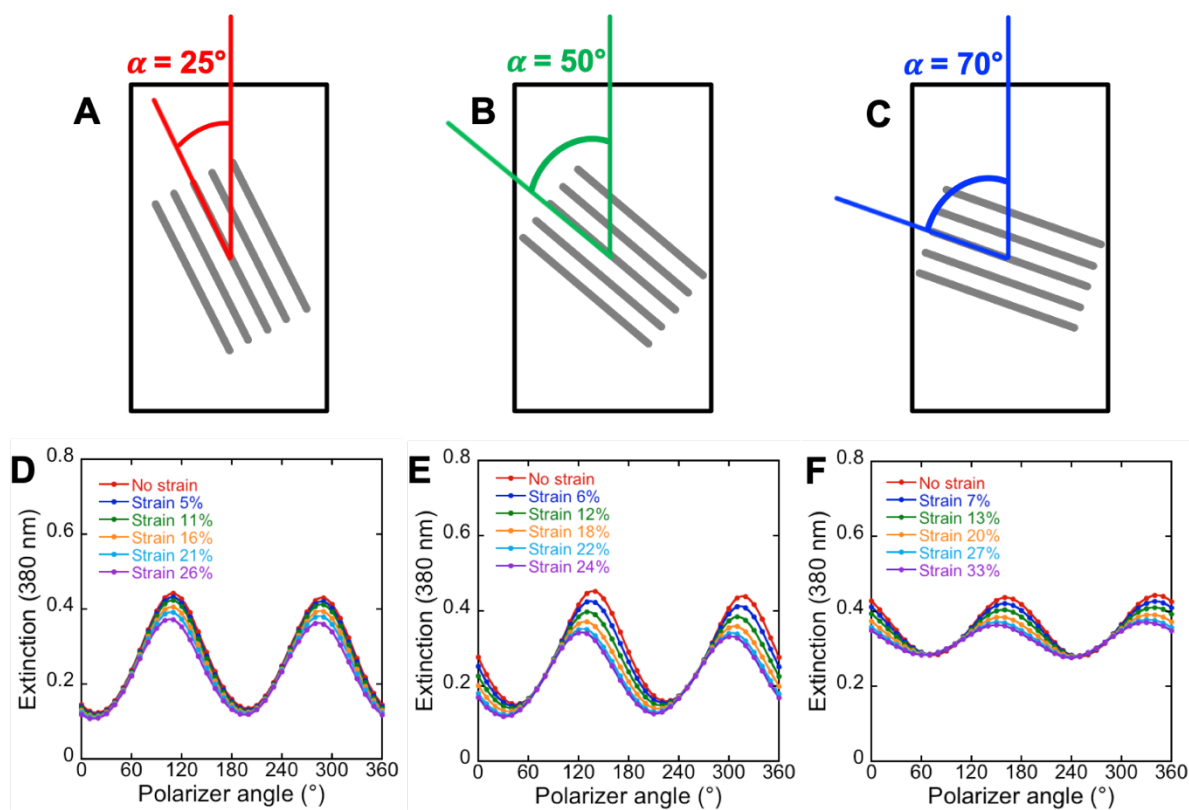 α = 25°
α = 50°
α = 70°
A
B
C
D
E
F
0.8
0.6
0.4
0.2
0
Extinction (380 nm)
No strain
Strain 5%
Strain 11%
Strain 16%
Strain 21%
Strain 26%
0 60 120 180 240 300 360
Polarizer angle (°)
0.8
0.6
0.4
0.2
0
Extinction (380 nm)
No strain
Strain 6%
Strain 12%
Strain 18%
Strain 22%
Strain 24%
0 60 120 180 240 300 360
Polarizer angle (°)
0.8
0.6
0.4
0.2
0
Extinction (380 nm)
No strain
Strain 7%
Strain 13%
Strain 20%
Strain 27%
Strain 33%
0 60 120 180 240 300 360
Polarizer angle (°)